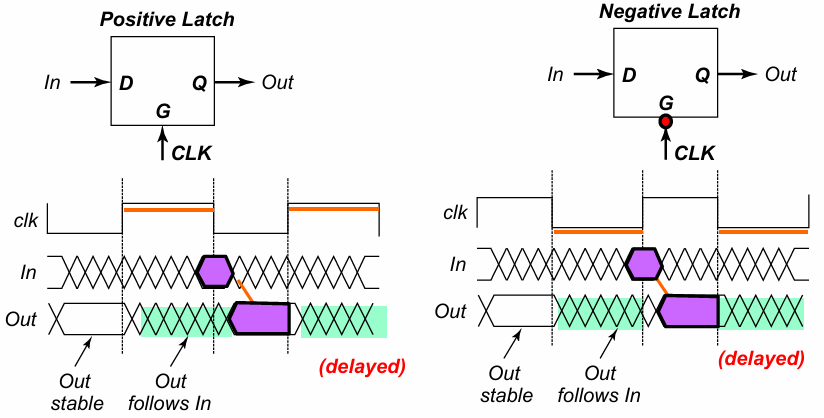 Positive Latch
In
D
Q
Out
G
CLK
clk
In
Out
(delayed)
Out
stable
Out
follows In
Negative Latch
In
D
Q
Out
G
CLK
clk
In
Out
(delayed)
Out
stable
Out
follows In